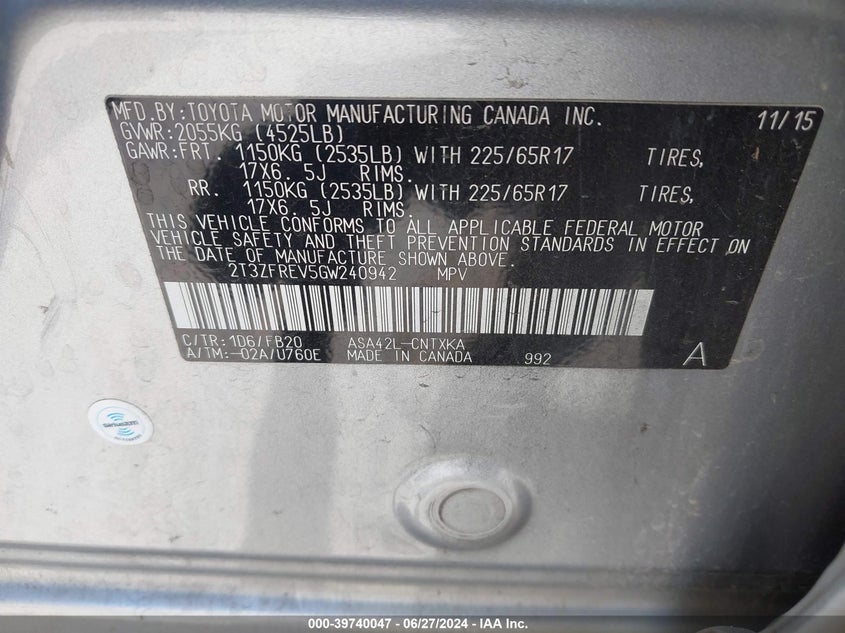 MFD.BY:TOYOTA MOTOR MANUFACTURING CANADA INC. 11/15
GVWR:2055KG (4525LB)
GAWR:FRT. 1150KG (2535LB) WITH 225/65R17 TIRES,
17X6.5J RIMS.
RR. 1150KG (2535LB) WITH 225/65R17 TIRES,
17X6.5J RIMS.
THIS VEHICLE CONFORMS TO ALL APPLICABLE FEDERAL MOTOR
VEHICLE SAFETY AND THEFT PREVENTION STANDARDS IN EFFECT ON
THE DATE OF MANUFACTURE SHOWN ABOVE.
2T3ZFREV5GW240942 MPV
C/TR:1D6/FB20 ASA42L-CNTXKA
A/TM:-02A/U760E MADE IN CANADA 992 A
siriusxm
000-39740047 - 06/27/2024 - IAA Inc.